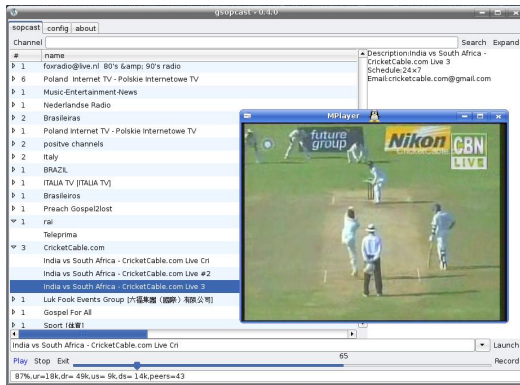 gsopcast - 0.4.0
sopcast config about
Channel Search Expand
# name
1 foxradio@live.nl 80's &amp; 90's radio
6 Poland Internet TV - Polskie Internetowe TV
1 Music-Entertainment-News
1 Nederlandse Radio
2 Brasileiras
1 Poland Internet TV - Polskie Internetowe TV
2 positve channels
2 Italy
1 BRAZIL
1 ITALIA TV [ITALIA TV]
1 Brasileiros
1 Preach Gospel2lost
1 rai
Teleprima
3 CricketCable.com
India vs South Africa - CricketCable.com Live Cri
India vs South Africa - CricketCable.com Live #2
India vs South Africa - CricketCable.com Live 3
1 Luk Fook Events Group [六福集團（國際）有限公司]
1 Gospel For All
1 Sport [体育]
Description:India vs South Africa -
CricketCable.com Live 3
Schedule:24×7
Email:cricketcable.com@gmail.com
MPlayer
future
group
Nikon
CricketCable
CBN
LIVE
India vs South Africa - CricketCable.com Live Cri Launch
65
Play Stop Exit Record
87%,ur=18k,dr= 49k,us= 9k,ds= 14k,peers=43